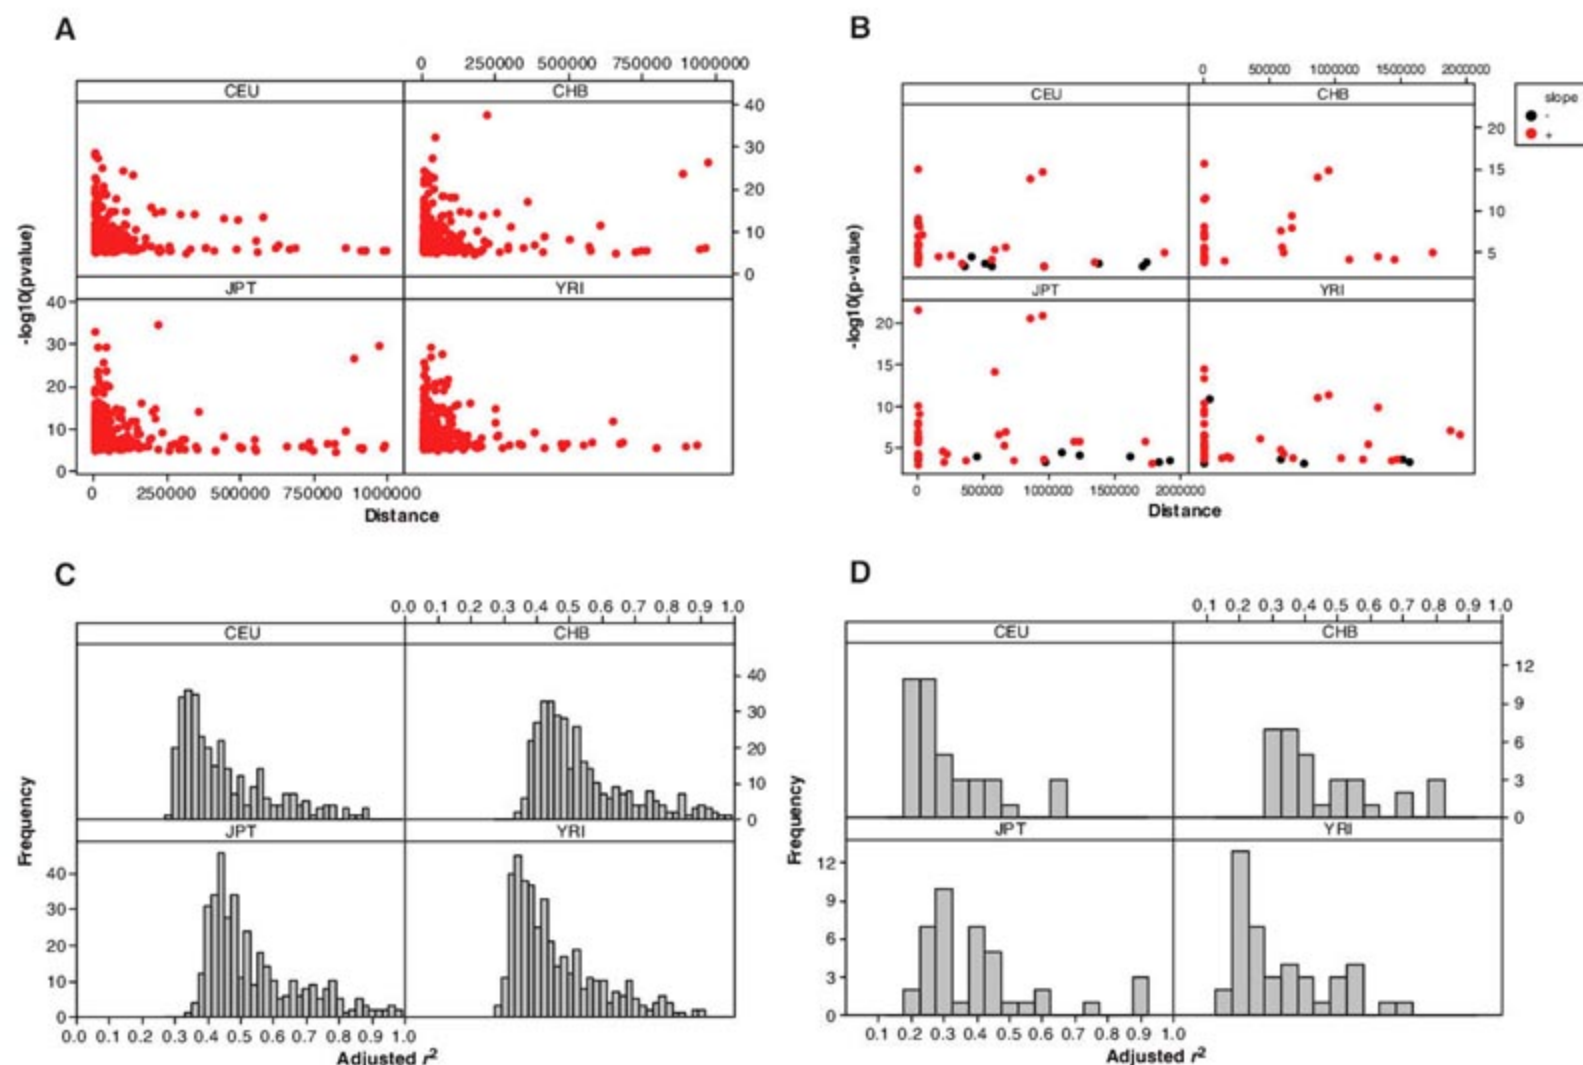 A
0 250000 500000 750000 1000000
CEU CHB
40
30
20
10
0
JPT YRI
40
30
20
10
0
-log10(pvalue)
0 250000 500000 750000 1000000
Distance
B
0 500000 1000000 1500000 2000000
CEU CHB
slope
-
+
20
15
10
5
JPT YRI
20
15
10
5
-log10(p-value)
0 500000 1000000 1500000 2000000
Distance
C
0.0 0.1 0.2 0.3 0.4 0.5 0.6 0.7 0.8 0.9 1.0
CEU CHB
40
30
20
10
0
JPT YRI
40
30
20
10
0
Frequency
0.0 0.1 0.2 0.3 0.4 0.5 0.6 0.7 0.8 0.9 1.0
Adjusted r²
D
0.1 0.2 0.3 0.4 0.5 0.6 0.7 0.8 0.9 1.0
CEU CHB
12
9
6
3
0
JPT YRI
12
9
6
3
0
Frequency
0.1 0.2 0.3 0.4 0.5 0.6 0.7 0.8 0.9 1.0
Adjusted r²